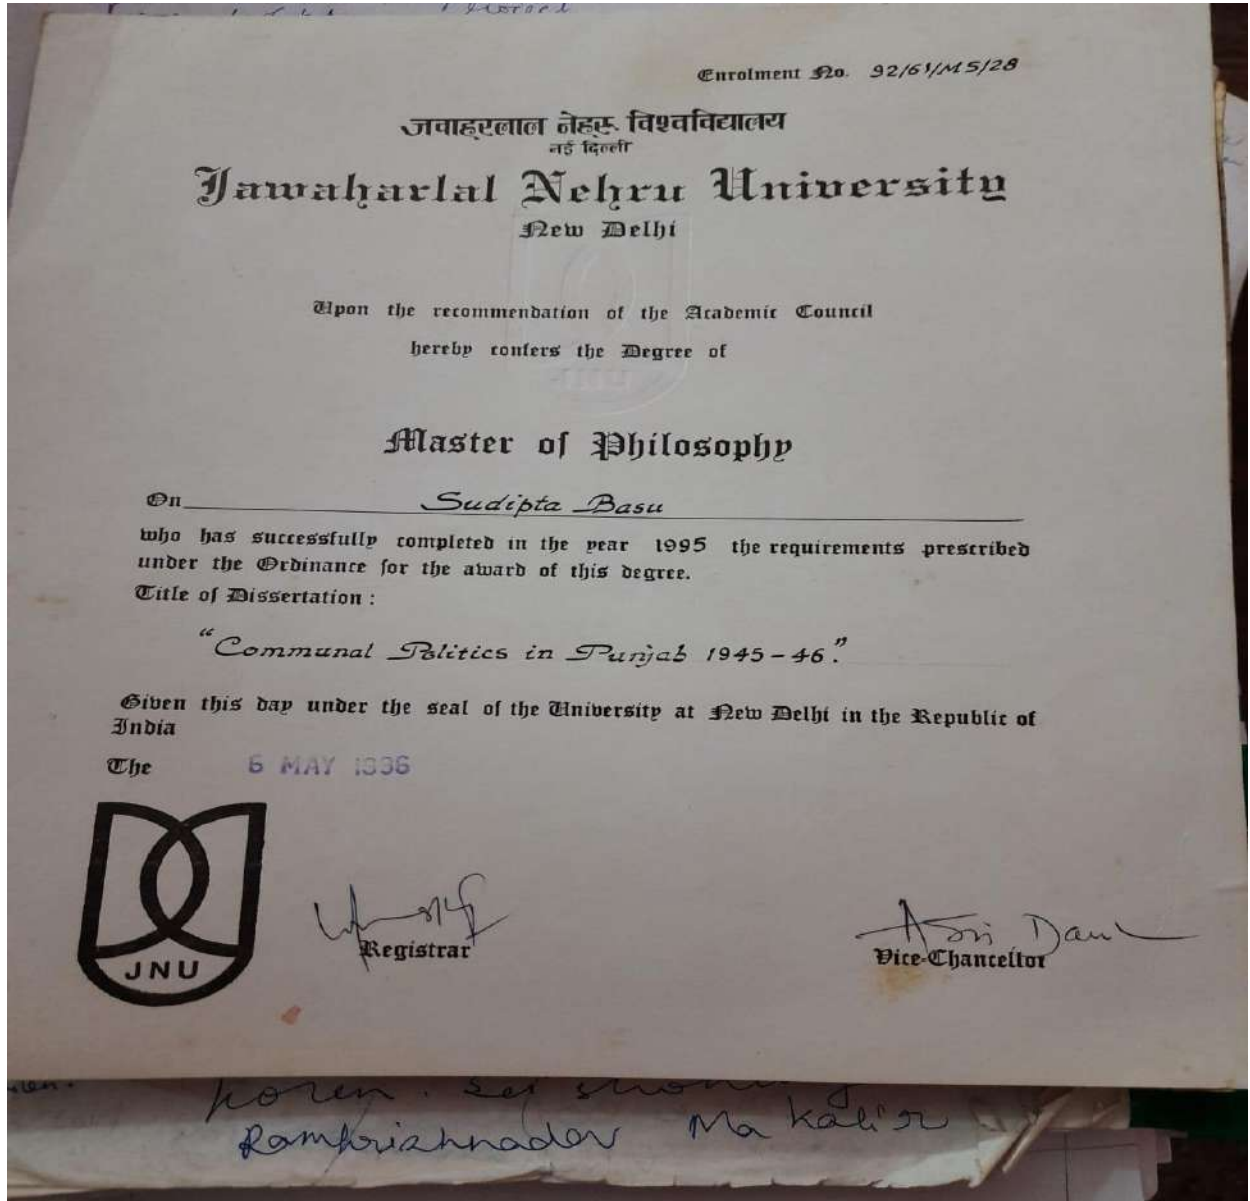 Enrolment No. 92/61/MS/28
जवाहरलाल नेहरू विश्वविद्यालय
नई दिल्ली
Jawaharlal Nehru University
New Delhi
Upon the recommendation of the Academic Council
hereby confers the Degree of
Master of Philosophy
On Sudipta Basu
who has successfully completed in the year 1995 the requirements prescribed
under the Ordinance for the award of this degree.
Title of Dissertation :
"Communal Politics in Punjab 1945-46."
Given this day under the seal of the University at New Delhi in the Republic of
India
The 6 MAY 1996
JNU
Registrar
Vice-Chancellor
horen. Sei
Ramkrishnadev Ma Kali'r